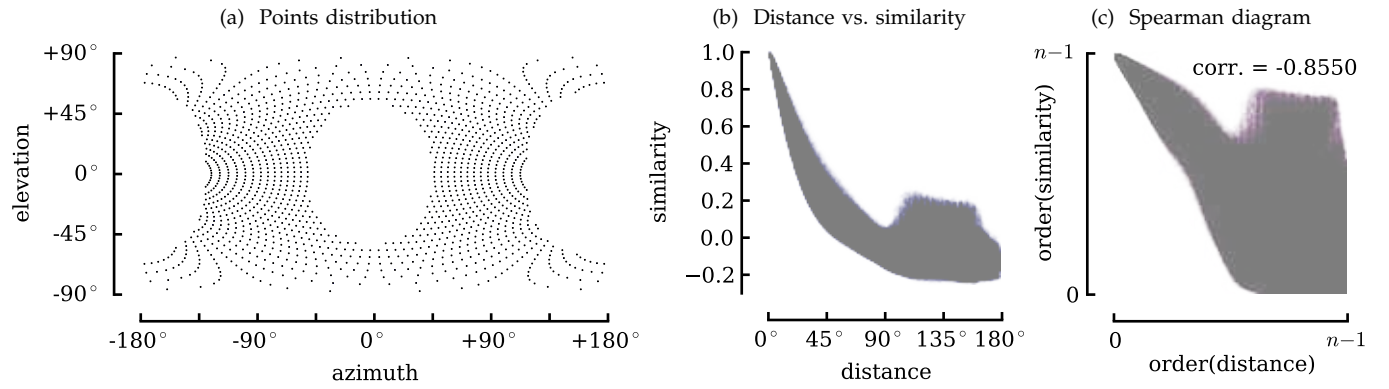 (a) Points distribution
+90°
+45°
0°
-45°
-90°
elevation
-180° -90° 0° +90° +180°
azimuth
(b) Distance vs. similarity
1.0
0.8
0.6
0.4
0.2
0.0
−0.2
similarity
0° 45° 90° 135° 180°
distance
(c) Spearman diagram
n−1
corr. = -0.8550
0
order(similarity)
0 n−1
order(distance)